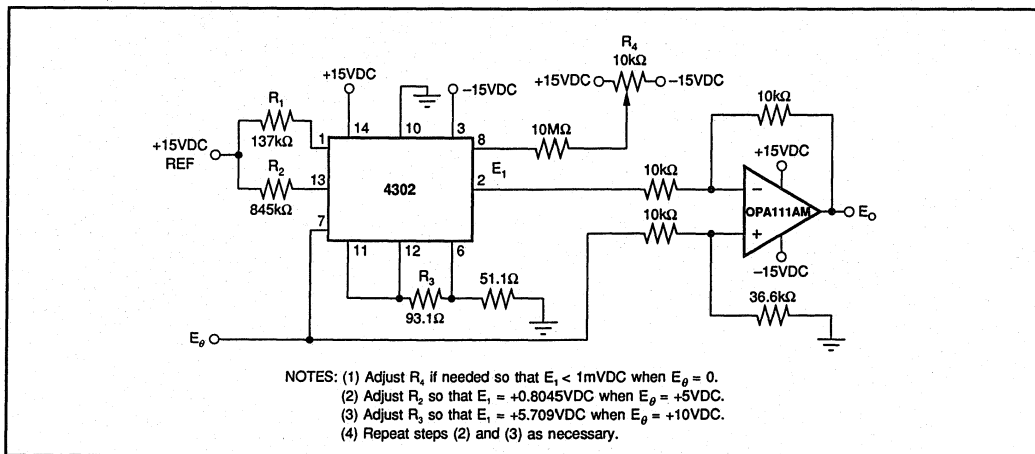 R4
10kΩ
+15VDC
-15VDC
+15VDC
-15VDC
10kΩ
R1
137kΩ
14
10
3
1
8
10MΩ
+15VDC
+15VDC
REF
E1
R2
845kΩ
13
4302
2
10kΩ
−
OPA111AM
EO
7
10kΩ
+
-15VDC
11
12
6
R3
93.1Ω
51.1Ω
36.6kΩ
Eθ
NOTES: (1) Adjust R4 if needed so that E1 < 1mVDC when Eθ = 0.
(2) Adjust R2 so that E1 = +0.8045VDC when Eθ = +5VDC.
(3) Adjust R3 so that E1 = +5.709VDC when Eθ = +10VDC.
(4) Repeat steps (2) and (3) as necessary.